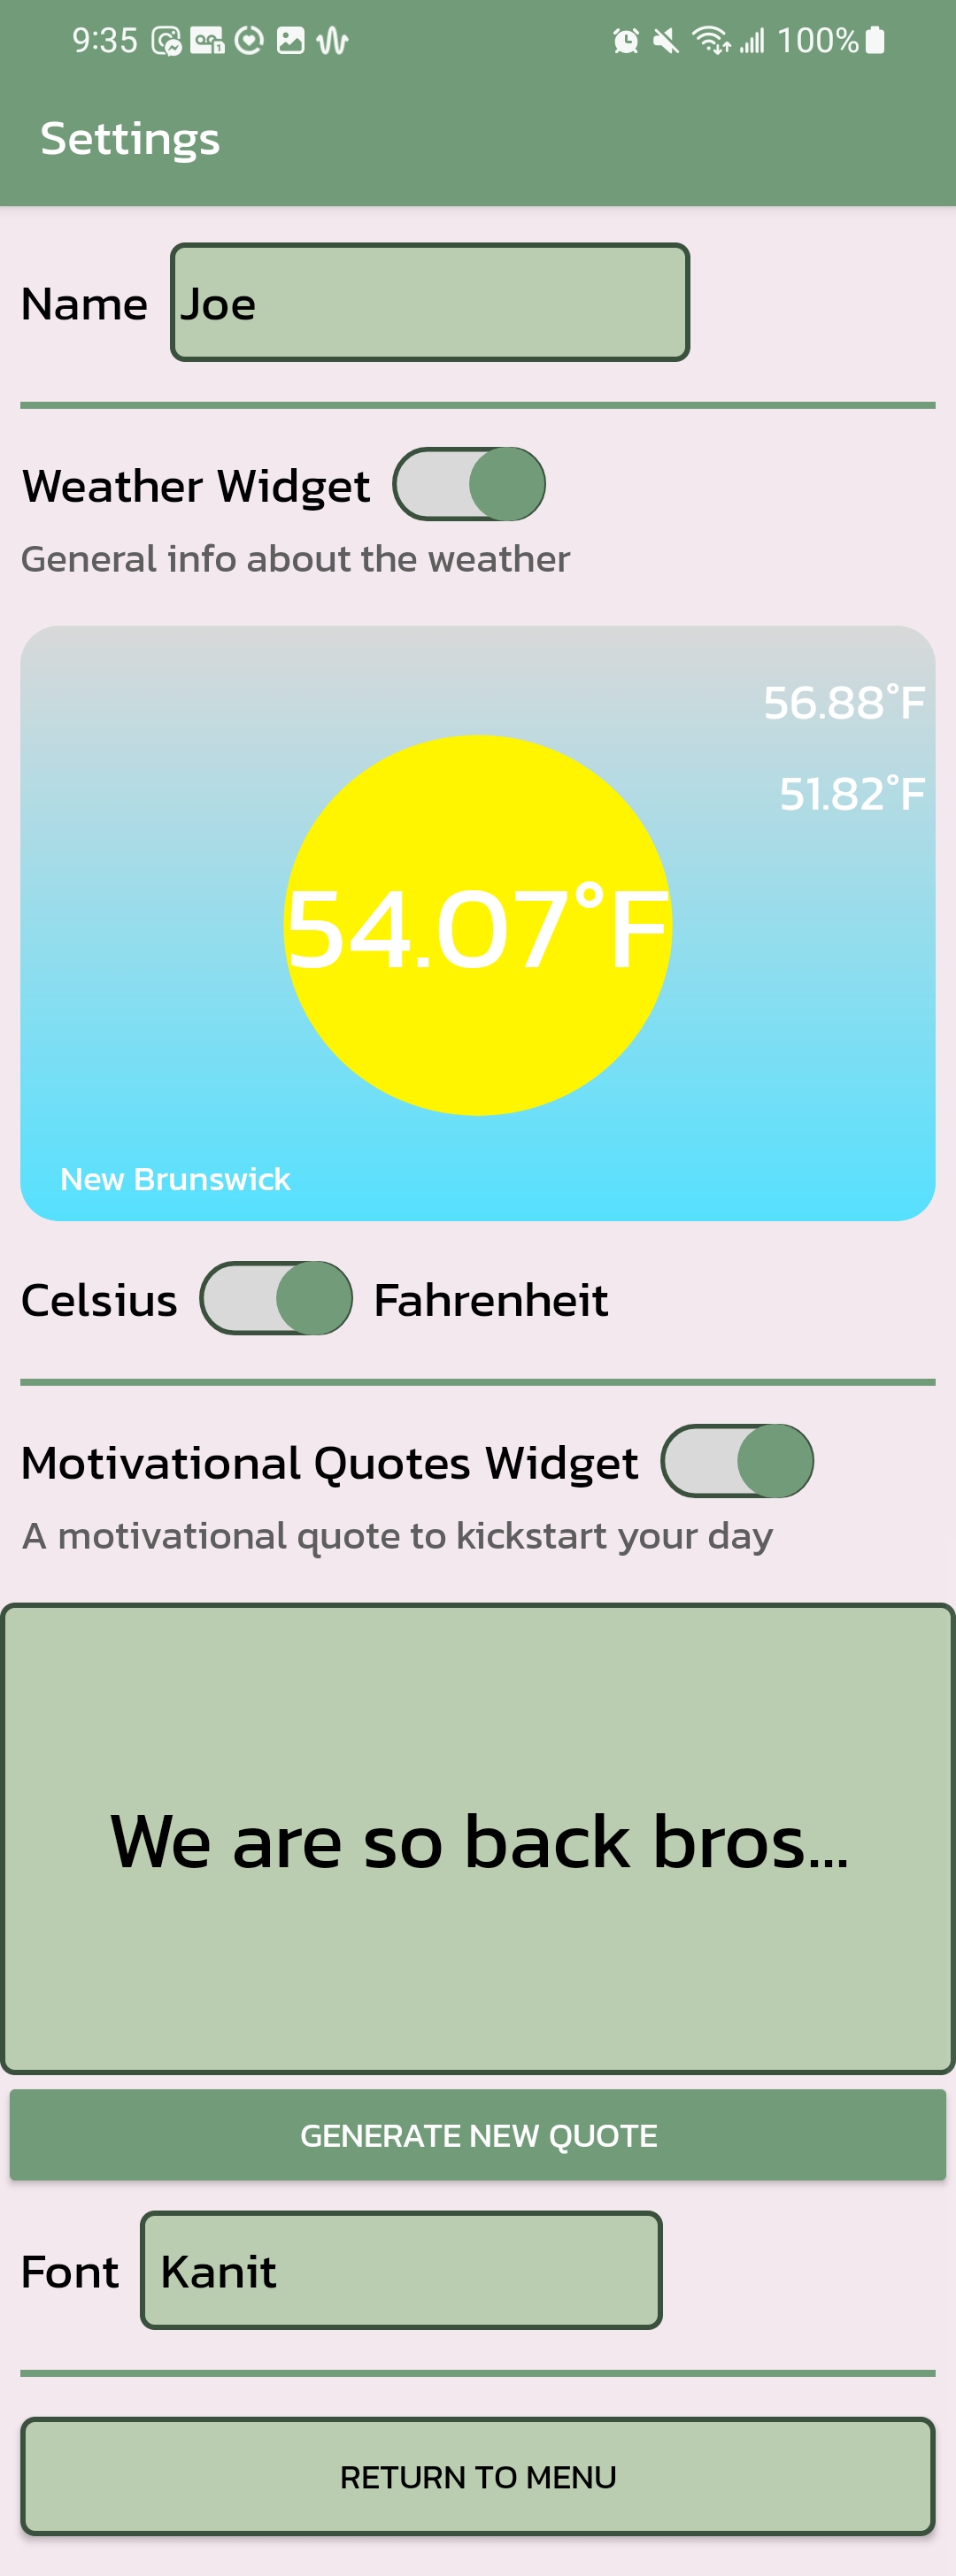 9:35 100%
Settings
Name Joe
Weather Widget
General info about the weather
56.88°F
51.82°F
54.07°F
New Brunswick
Celsius Fahrenheit
Motivational Quotes Widget
A motivational quote to kickstart your day
We are so back bros...
GENERATE NEW QUOTE
Font Kanit
RETURN TO MENU